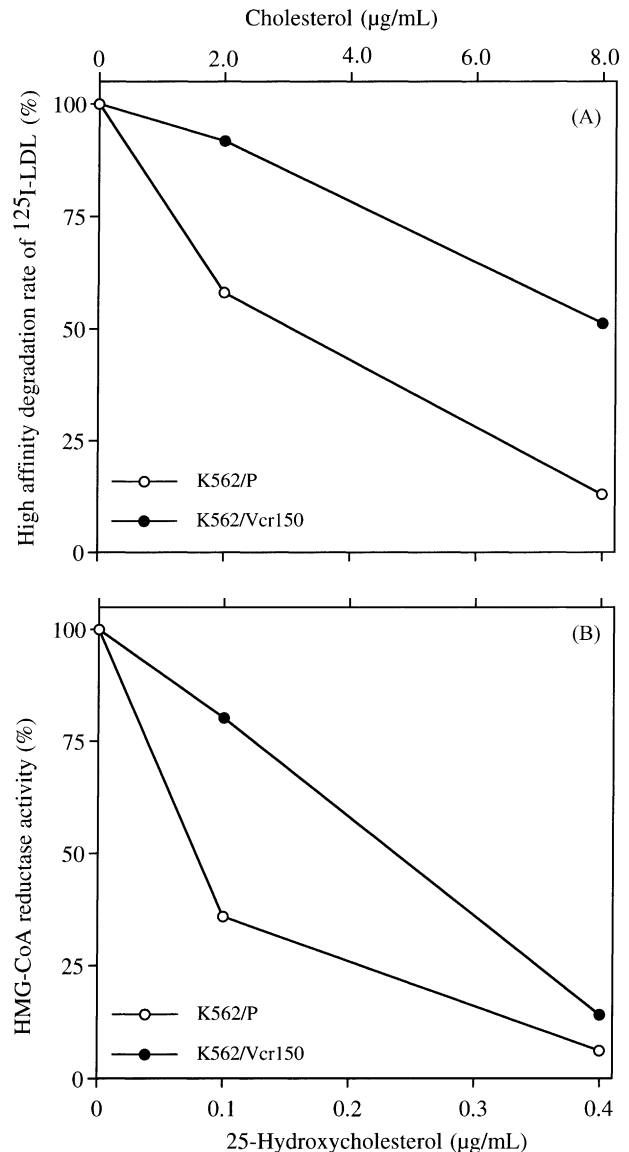 Cholesterol (µg/mL)
0 2.0 4.0 6.0 8.0
(A)
High affinity degradation rate of 125I-LDL (%)
100
75
50
25
0
K562/P
K562/Vcr150
(B)
HMG-CoA reductase activity (%)
100
75
50
25
0
K562/P
K562/Vcr150
0 0.1 0.2 0.3 0.4
25-Hydroxycholesterol (µg/mL)